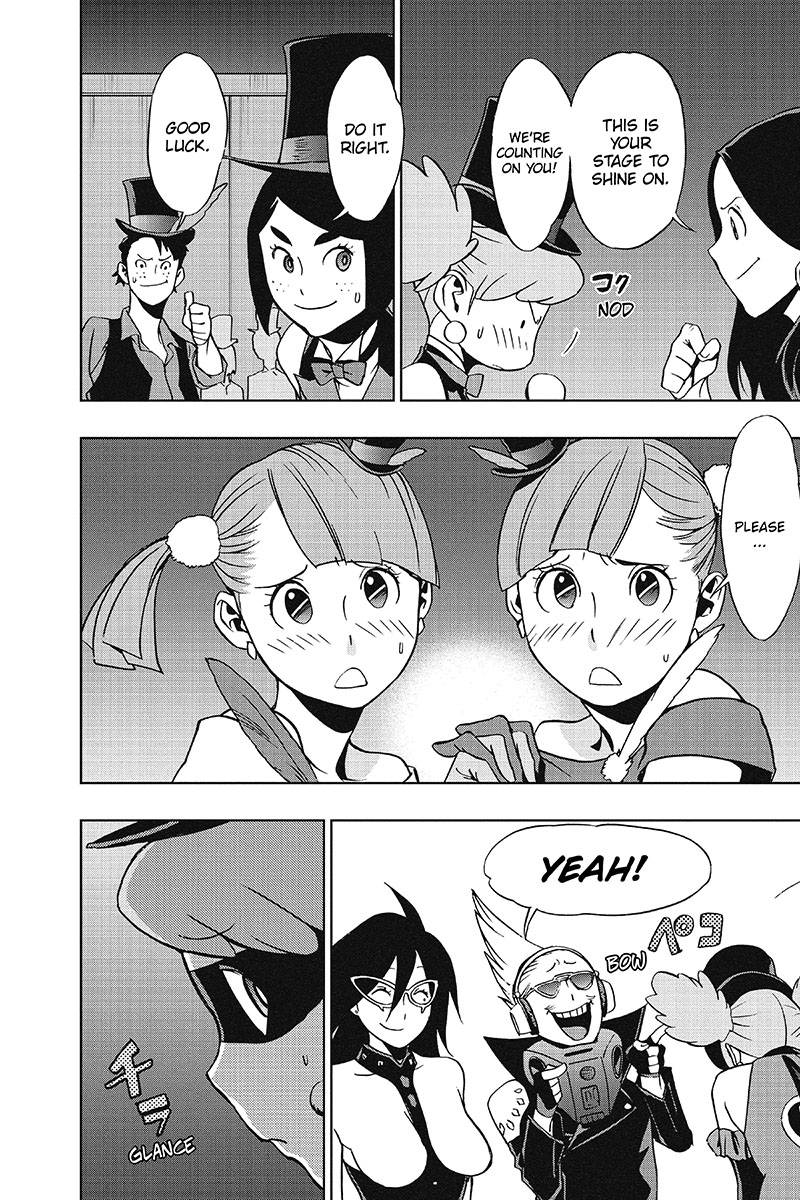 THIS IS
YOUR
STAGE TO
SHINE ON.
WE'RE
COUNTING
ON YOU!
コク
NOD
DO IT
RIGHT.
GOOD
LUCK.
PLEASE
...
YEAH!
ペコ
BOW
チラ
GLANCE